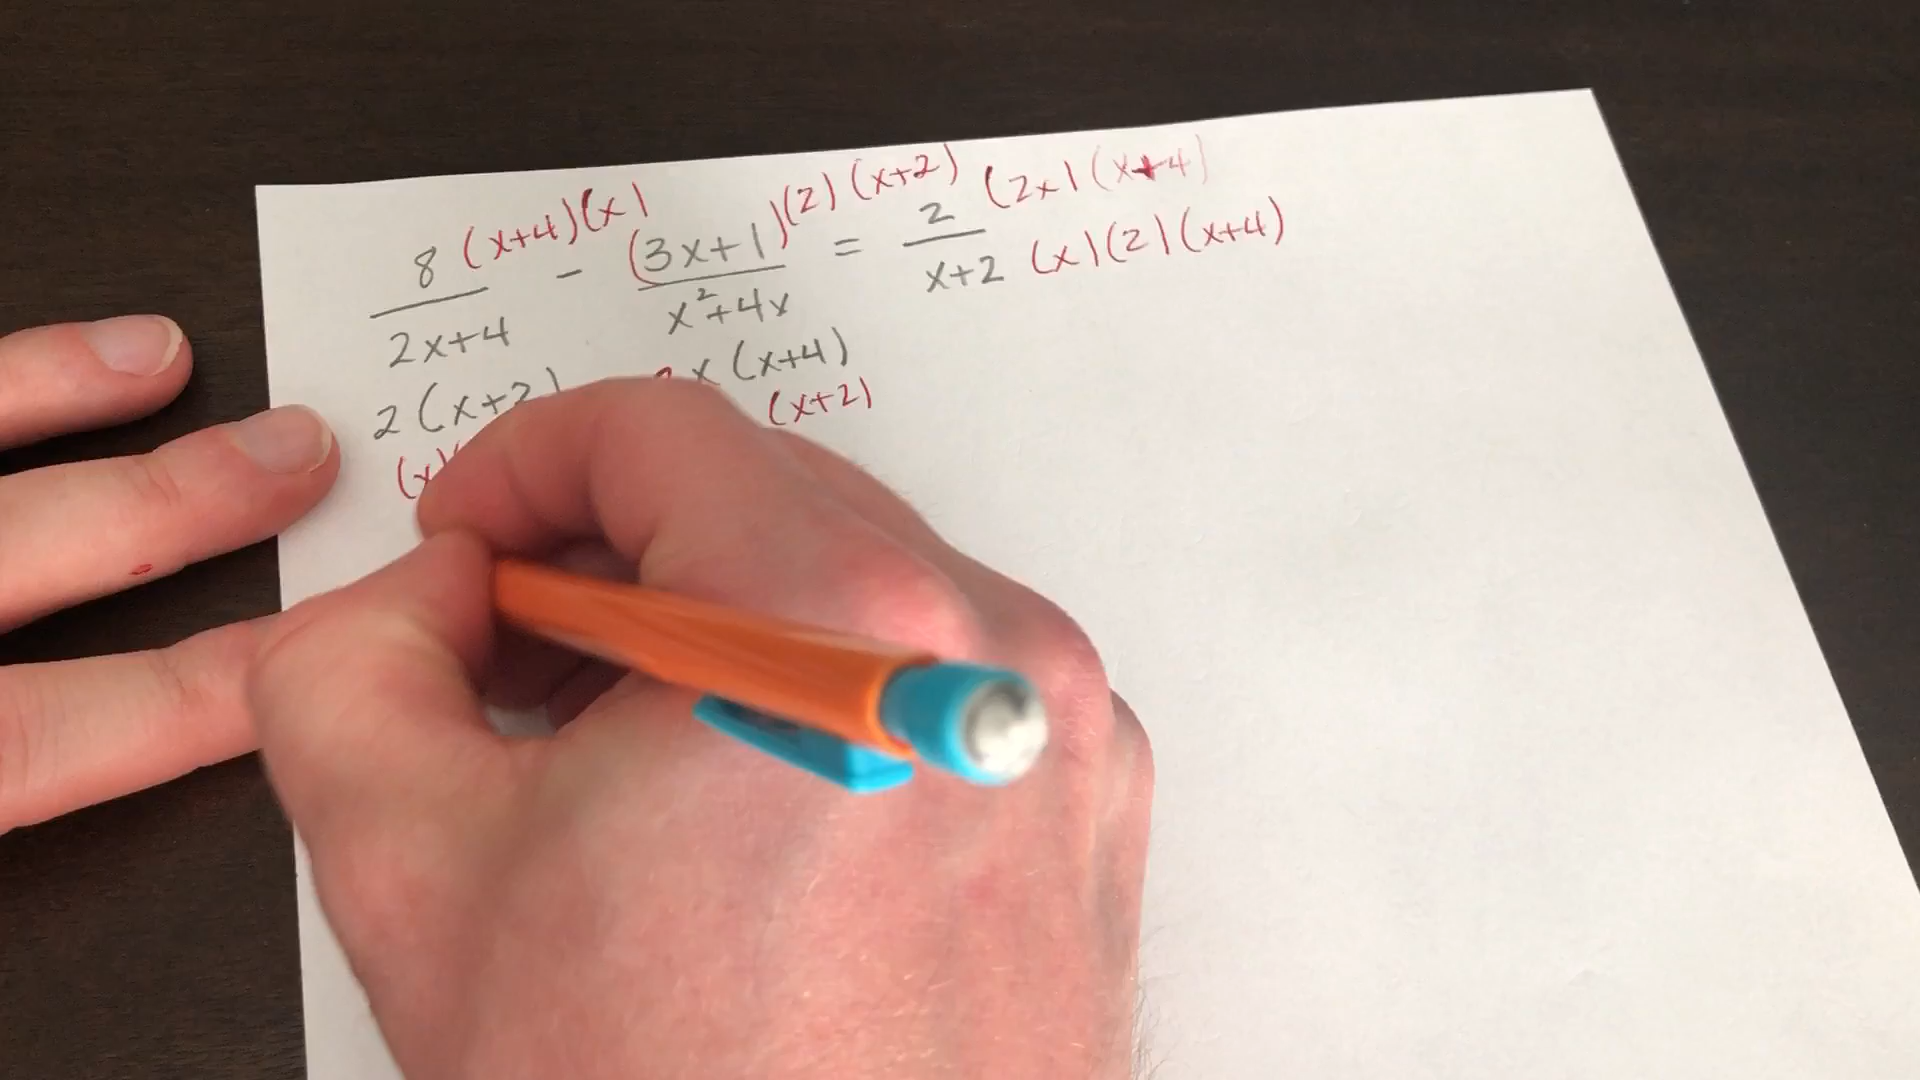 8 (x+4)(x) - (3x+1)(2)(x+2) = 2 (2x)(x+4)
2x+4 x²+4x x+2 (x)(2)(x+4)
2(x+2) x(x+4)
(x) (x+2)